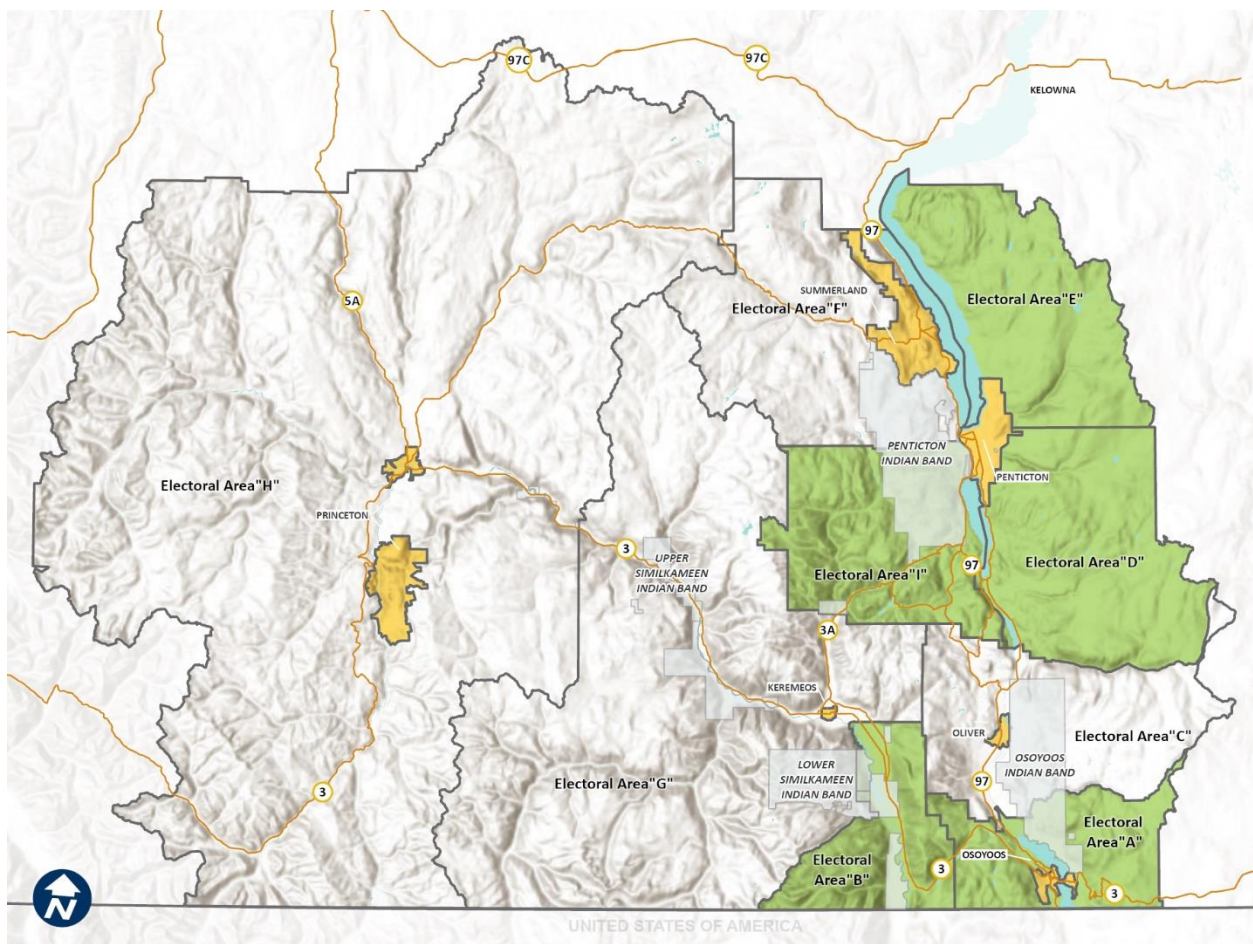 97C
97C
KELOWNA
97
5A
SUMMERLAND
Electoral Area"F"
Electoral Area"E"
PENTICTON
INDIAN BAND
PENTICTON
Electoral Area"H"
PRINCETON
3
UPPER
SIMILKAMEEN
INDIAN BAND
97
Electoral Area"I"
Electoral Area"D"
3A
KEREMEOS
OLIVER
Electoral Area"C"
OSOYOOS
INDIAN BAND
LOWER
SIMILKAMEEN
INDIAN BAND
Electoral Area"G"
97
3
Electoral
Area"A"
Electoral
Area"B"
OSOYOOS
3
3
N
UNITED STATES OF AMERICA